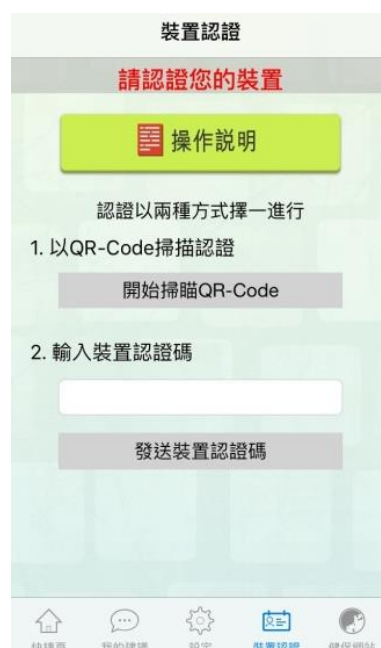 裝置認證
請認證您的裝置
操作説明
認證以兩種方式擇一進行
1. 以QR-Code掃描認證
開始掃瞄QR-Code
2. 輸入裝置認證碼
發送裝置認證碼